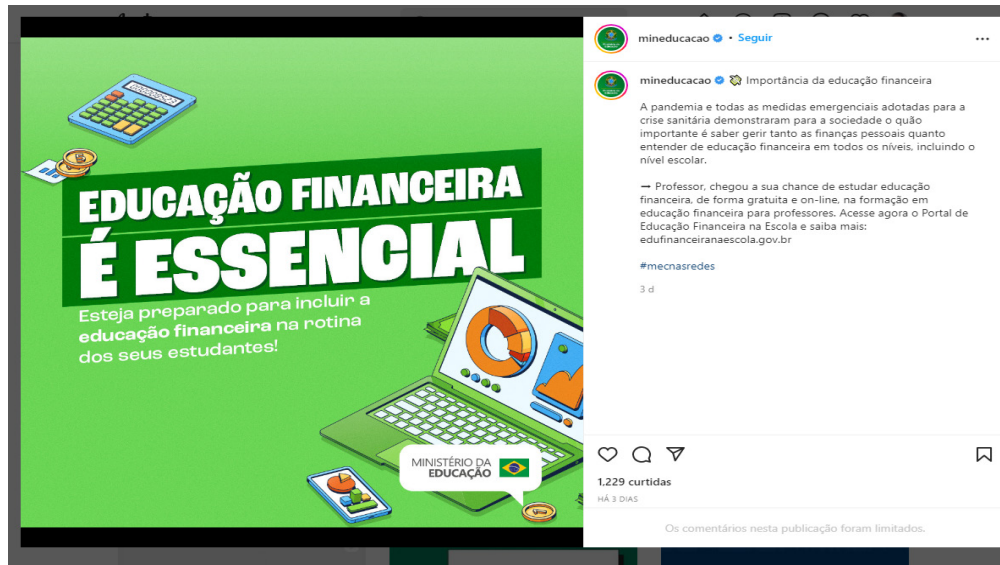 EDUCAÇÃO FINANCEIRA
É ESSENCIAL
Esteja preparado para incluir a
educação financeira na rotina
dos seus estudantes!
MINISTÉRIO DA
EDUCAÇÃO
mineducacao • Seguir
mineducacao Importância da educação financeira
A pandemia e todas as medidas emergenciais adotadas para a
crise sanitária demonstraram para a sociedade o quão
importante é saber gerir tanto as finanças pessoais quanto
entender de educação financeira em todos os níveis, incluindo o
nível escolar.
→ Professor, chegou a sua chance de estudar educação
financeira, de forma gratuita e on-line, na formação em
educação financeira para professores. Acesse agora o Portal de
Educação Financeira na Escola e saiba mais:
edufinanceiranaescola.gov.br
#mecnasredes
3 d
1.229 curtidas
HÁ 3 DIAS
Os comentários nesta publicação foram limitados.